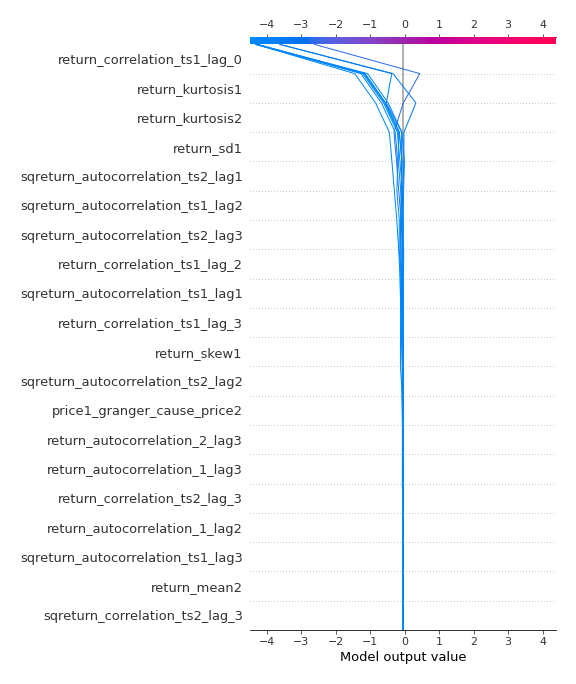 −4 −3 −2 −1 0 1 2 3 4
return_correlation_ts1_lag_0
return_kurtosis1
return_kurtosis2
return_sd1
sqreturn_autocorrelation_ts2_lag1
sqreturn_autocorrelation_ts1_lag2
sqreturn_autocorrelation_ts2_lag3
return_correlation_ts1_lag_2
sqreturn_autocorrelation_ts1_lag1
return_correlation_ts1_lag_3
return_skew1
sqreturn_autocorrelation_ts2_lag2
price1_granger_cause_price2
return_autocorrelation_2_lag3
return_autocorrelation_1_lag3
return_correlation_ts2_lag_3
return_autocorrelation_1_lag2
sqreturn_autocorrelation_ts1_lag3
return_mean2
sqreturn_correlation_ts2_lag_3
−4 −3 −2 −1 0 1 2 3 4
Model output value